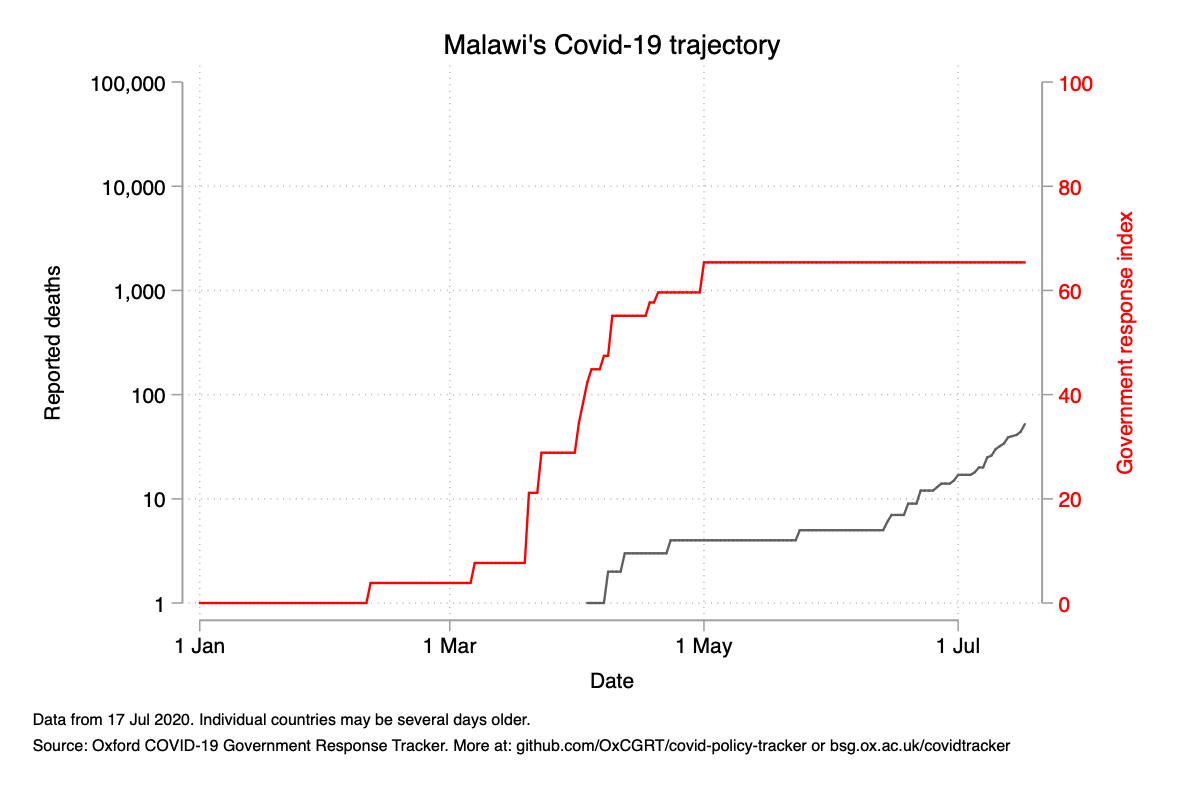 Malawi's Covid-19 trajectory
100,000
10,000
1,000
100
10
1
Reported deaths
100
80
60
40
20
0
Government response index
1 Jan
1 Mar
1 May
1 Jul
Date
Data from 17 Jul 2020. Individual countries may be several days older.
Source: Oxford COVID-19 Government Response Tracker. More at: github.com/OxCGRT/covid-policy-tracker or bsg.ox.ac.uk/covidtracker